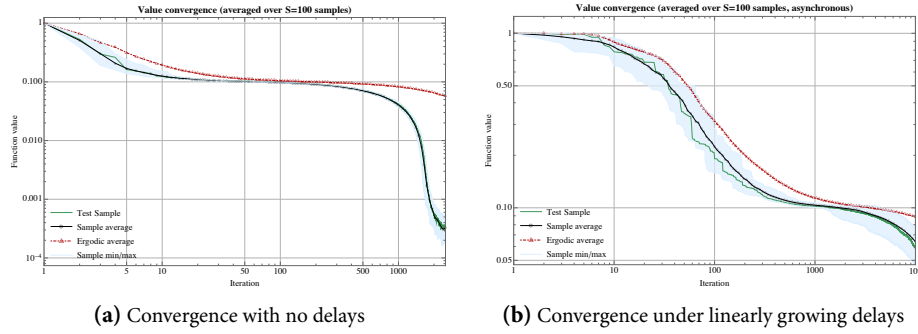 Value convergence (averaged over S=100 samples)
Function value
1
0.100
0.010
0.001
10⁻⁴
Test Sample
Sample average
Ergodic average
Sample min/max
1 5 10 50 100 500 1000
Iteration
(a) Convergence with no delays
Value convergence (averaged over S=100 samples, asynchronous)
Function value
1
0.50
0.10
0.05
Test Sample
Sample average
Ergodic average
Sample min/max
1 10 100 1000 10
Iteration
(b) Convergence under linearly growing delays